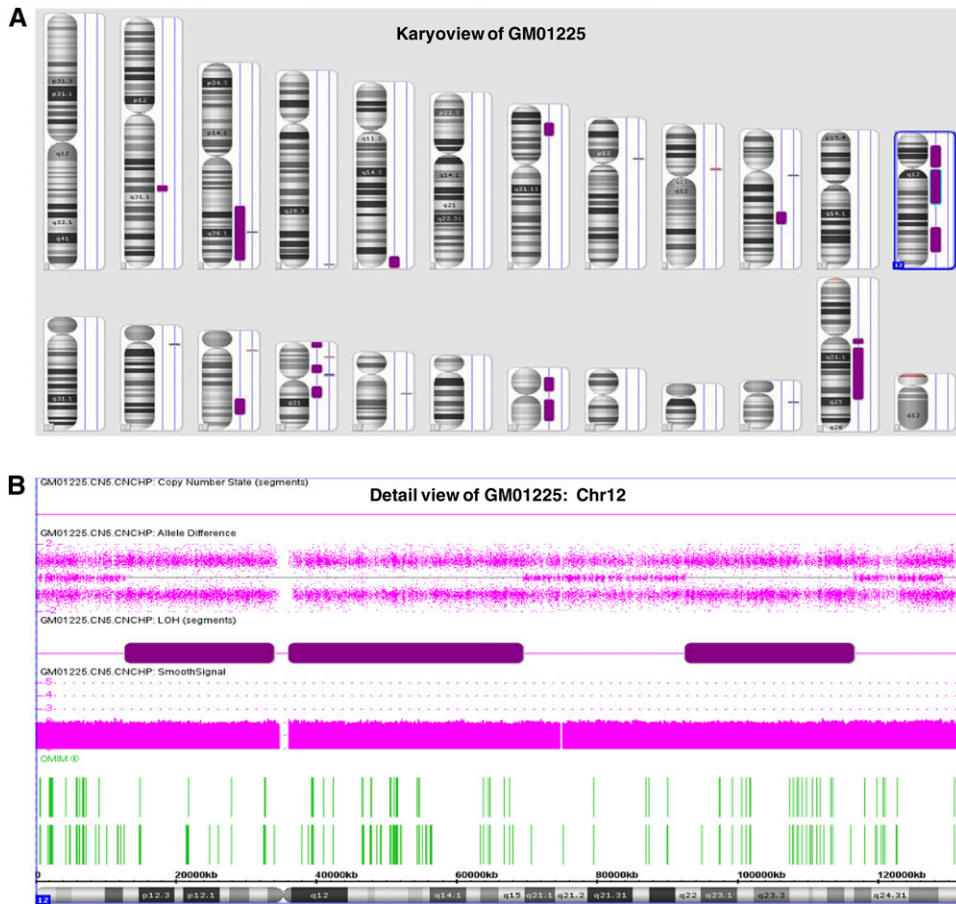 A
Karyoview of GM01225
p31.3
p31.1
q12
q32.1
q41
p12
q31.1
p24.3
p14.1
q26.1
q28.3
q11.2
q14.1
p22.3
q14.1
q21
q22.31
q21.11
p12
q12
p15.4
q14.1
q12
12
q31.1
q21
q21.1
q25
q28
q12
B
GM01225.CN5.CNCHP: Copy Number State (segments)
Detail view of GM01225: Chr12
GM01225.CN5.CNCHP: Allele Difference
2
-2
GM01225.CN5.CNCHP: LOH (segments)
GM01225.CN5.CNCHP: SmoothSignal
5
4
3
OMIM ®
0 20000kb 40000kb 60000kb 80000kb 100000kb 120000kb
p12.3 p12.1 q12 q14.1 q15 q21.1 q21.2 q21.31 q22 q23.1 q23.3 q24.31
12